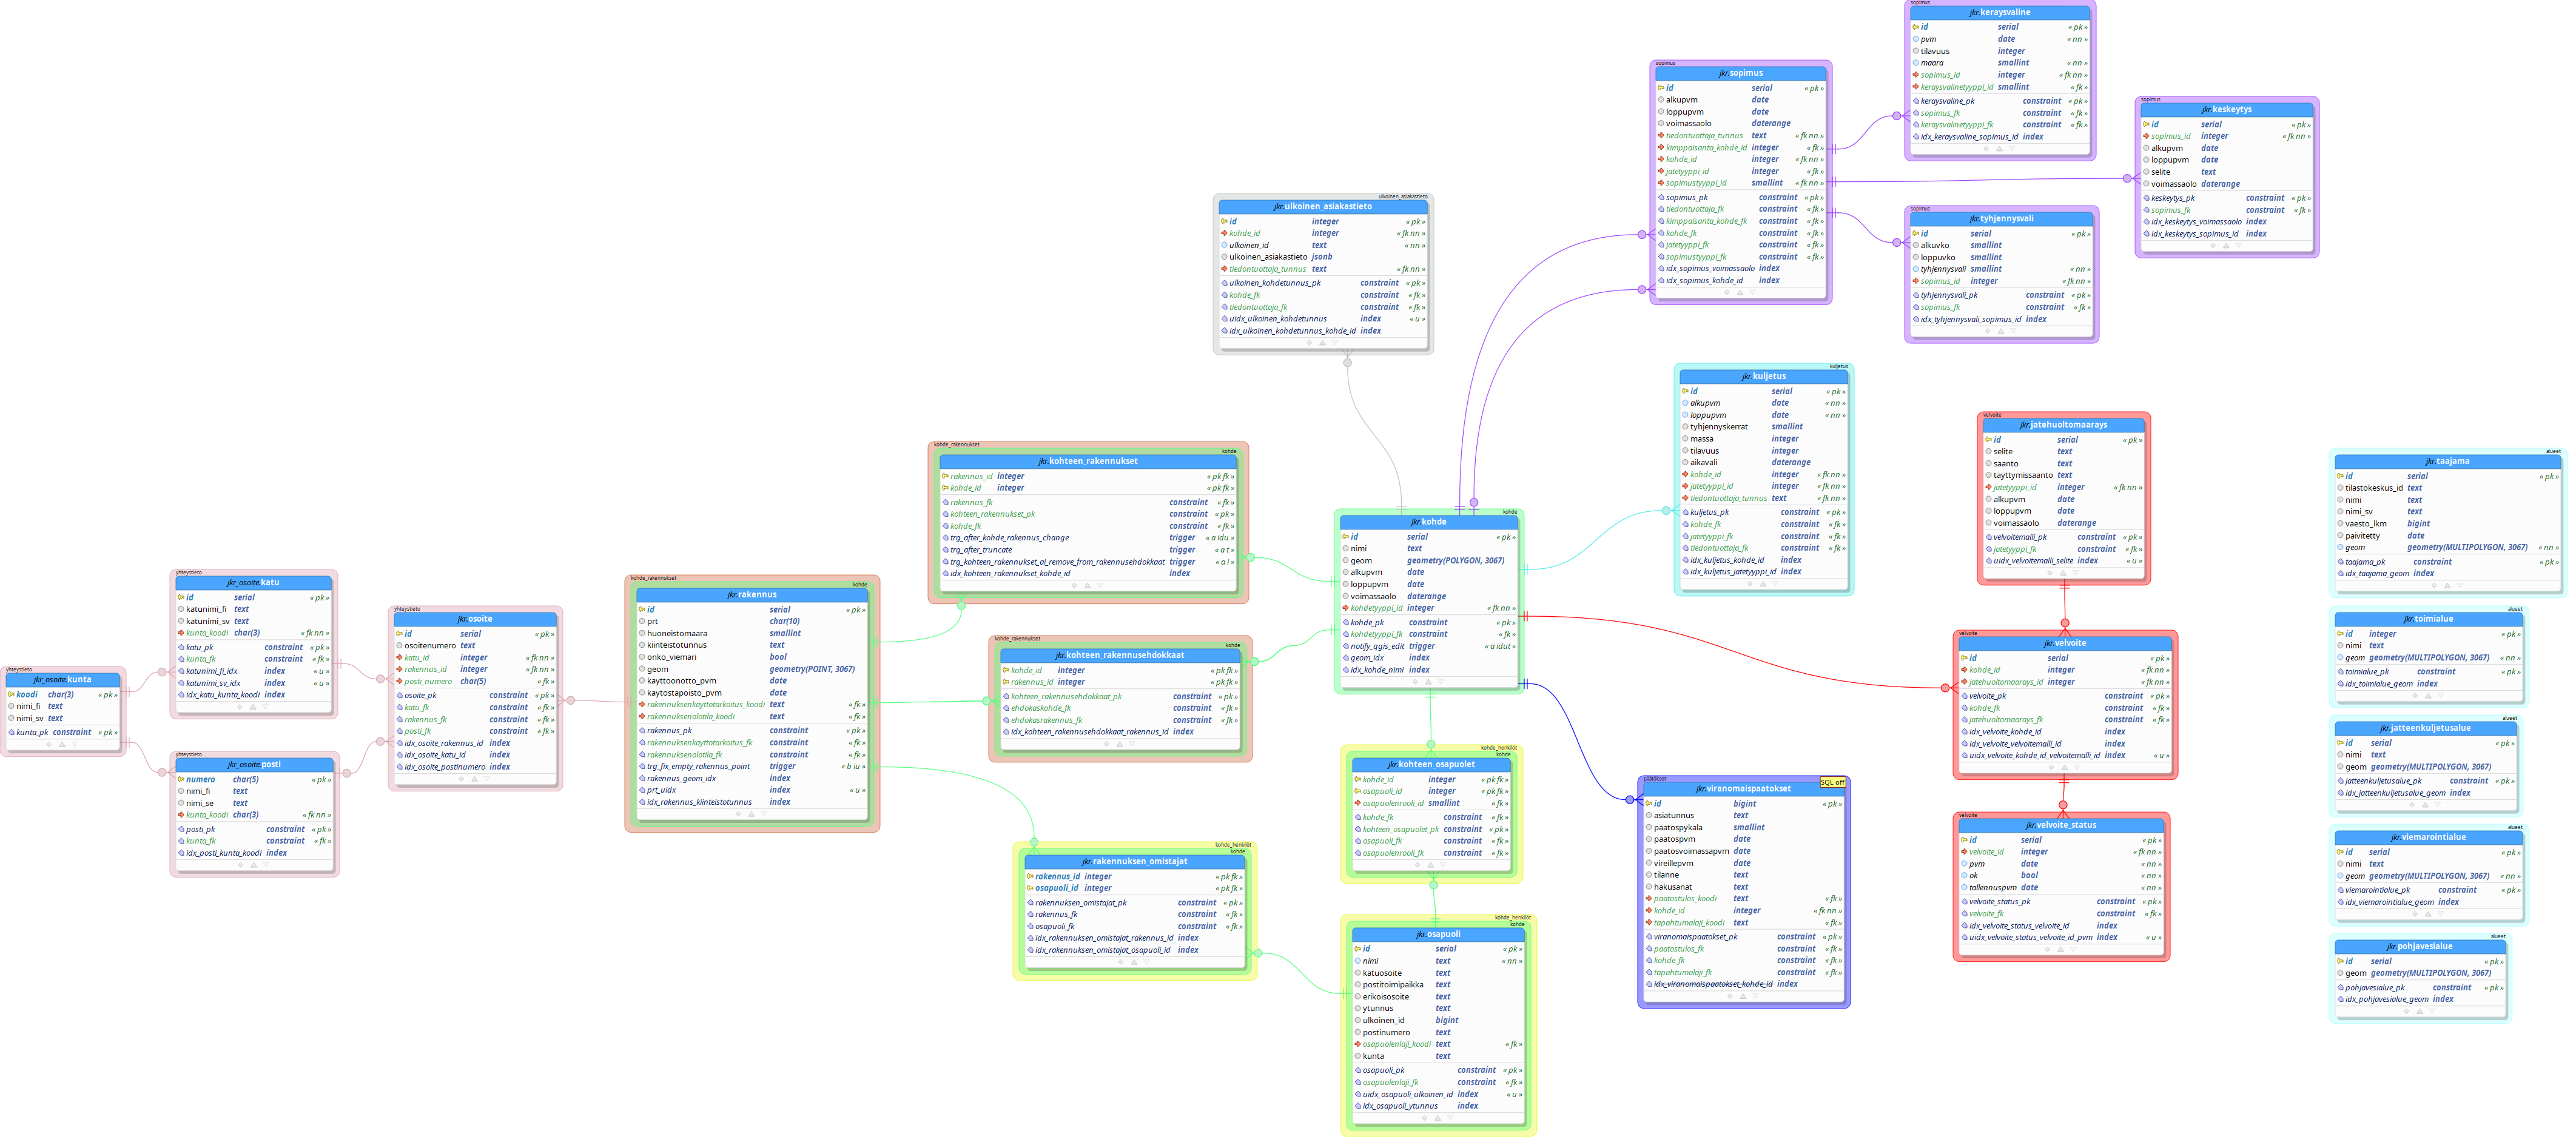 sopimus
jkr.keraysvaline
id serial « pk »
pvm date « nn »
tilavuus integer
maara smallint « nn »
sopimus_id integer « fk nn »
keraysvalinetyyppi_id smallint « fk »
keraysvaline_pk constraint « pk »
sopimus_fk constraint « fk »
keraysvalinetyyppi_fk constraint « fk »
idx_keraysvaline_sopimus_id index
sopimus
jkr.sopimus
id serial « pk »
alkupvm date
loppupvm date
voimassaolo daterange
tiedontuottaja_tunnus text « fk nn »
kimppaisanta_kohde_id integer « fk »
kohde_id integer « fk nn »
jatetyyppi_id integer « fk »
sopimustyyppi_id smallint « fk nn »
sopimus_pk constraint « pk »
tiedontuottaja_fk constraint « fk »
kimppaisanta_kohde_fk constraint « fk »
kohde_fk constraint « fk »
jatetyyppi_fk constraint « fk »
sopimustyyppi_fk constraint « fk »
idx_sopimus_voimassaolo index
idx_sopimus_kohde_id index
sopimus
jkr.keskeytys
id serial « pk »
sopimus_id integer « fk nn »
alkupvm date
loppupvm date
selite text
voimassaolo daterange
keskeytys_pk constraint « pk »
sopimus_fk constraint « fk »
idx_keskeytys_voimassaolo index
idx_keskeytys_sopimus_id index
sopimus
jkr.tyhjennysvali
id serial « pk »
alkuvko smallint
loppuvko smallint
tyhjennysvali smallint « nn »
sopimus_id integer « fk nn »
tyhjennysvali_pk constraint « pk »
sopimus_fk constraint « fk »
idx_tyhjennysvali_sopimus_id index
ulkoinen_asiakastieto
jkr.ulkoinen_asiakastieto
id integer « pk »
kohde_id integer « fk nn »
ulkoinen_id text « nn »
ulkoinen_asiakastieto jsonb
tiedontuottaja_tunnus text « fk nn »
ulkoinen_kohdetunnus_pk constraint « pk »
kohde_fk constraint « fk »
tiedontuottaja_fk constraint « fk »
uidx_ulkoinen_kohdetunnus index « u »
idx_ulkoinen_kohdetunnus_kohde_id index
kuljetus
jkr.kuljetus
id serial « pk »
alkupvm date « nn »
loppupvm date « nn »
tyhjennyskerrat smallint
massa integer
tilavuus integer
aikavali daterange
kohde_id integer « fk nn »
jatetyyppi_id integer « fk nn »
tiedontuottaja_tunnus text « fk nn »
kuljetus_pk constraint « pk »
kohde_fk constraint « fk »
jatetyyppi_fk constraint « fk »
tiedontuottaja_fk constraint « fk »
idx_kuljetus_kohde_id index
idx_kuljetus_jatetyyppi_id index
velvoite
jkr.jatehuoltomaarays
id serial « pk »
selite text
saanto text
tayttymissaanto text
jatetyyppi_id integer « fk nn »
alkupvm date
loppupvm date
voimassaolo daterange
velvoitemalli_pk constraint « pk »
jatetyyppi_fk constraint « fk »
uidx_velvoitemalli_selite index « u »
alueet
jkr.taajama
id serial « pk »
tilastokeskus_id text
nimi text
nimi_sv text
vaesto_lkm bigint
paivitetty date
geom geometry(MULTIPOLYGON, 3067) « nn »
taajama_pk constraint « pk »
idx_taajama_geom index
kohde_rakennukset
kohde
jkr.kohteen_rakennukset
rakennus_id integer « pk fk »
kohde_id integer « pk fk »
rakennus_fk constraint « fk »
kohteen_rakennukset_pk constraint « pk »
kohde_fk constraint « fk »
trg_after_kohde_rakennus_change trigger « a idu »
trg_after_truncate trigger « a t »
trg_kohteen_rakennukset_ai_remove_from_rakennusehdokkaat trigger « a i »
idx_kohteen_rakennukset_kohde_id index
kohde
jkr.kohde
id serial « pk »
nimi text
geom geometry(POLYGON, 3067)
alkupvm date
loppupvm date
voimassaolo daterange
kohdetyyppi_id integer « fk nn »
kohde_pk constraint « pk »
kohdetyyppi_fk constraint « fk »
notify_qgis_edit trigger « a idut »
geom_idx index
idx_kohde_nimi index
yhteystieto
jkr_osoite.katu
id serial « pk »
katunimi_fi text
katunimi_sv text
kunta_koodi char(3) « fk nn »
katu_pk constraint « pk »
kunta_fk constraint « fk »
katunimi_fi_idx index « u »
katunimi_sv_idx index « u »
idx_katu_kunta_koodi index
yhteystieto
jkr_osoite.osoite
id serial « pk »
osoitenumero text
katu_id integer « fk nn »
rakennus_id integer « fk nn »
posti_numero char(5) « fk »
osoite_pk constraint « pk »
katu_fk constraint « fk »
rakennus_fk constraint « fk »
posti_fk constraint « fk »
idx_osoite_rakennus_id index
idx_osoite_katu_id index
idx_osoite_postinumero index
yhteystieto
jkr_osoite.kunta
koodi char(3) « pk »
nimi_fi text
nimi_sv text
kunta_pk constraint « pk »
yhteystieto
jkr_osoite.posti
numero char(5) « pk »
nimi_fi text
nimi_se text
kunta_koodi char(3) « fk nn »
posti_pk constraint « pk »
kunta_fk constraint « fk »
idx_posti_kunta_koodi index
kohde_rakennukset
kohde
jkr.rakennus
id serial « pk »
prt char(10)
huoneistomaara smallint
kiinteistotunnus text
onko_viemari bool
geom geometry(POINT, 3067)
kayttoonotto_pvm date
kaytostapoisto_pvm date
rakennuksenkayttotarkoitus_koodi text « fk »
rakennuksenolotila_koodi text « fk »
rakennus_pk constraint « pk »
rakennuksenkayttotarkoitus_fk constraint « fk »
rakennuksenolotila_fk constraint « fk »
trg_fix_empty_rakennus_point trigger « b iu »
rakennus_geom_idx index
prt_uidx index « u »
idx_rakennus_kiinteistotunnus index
kohde_rakennukset
jkr.kohteen_rakennusehdokkaat
kohde_id integer « pk fk »
rakennus_id integer « pk fk »
kohteen_rakennusehdokkaat_pk constraint « pk »
ehdokaskohde_fk constraint « fk »
ehdokasrakennus_fk constraint « fk »
idx_kohteen_rakennusehdokkaat_rakennus_id index
velvoite
jkr.velvoite
id serial « pk »
kohde_id integer « fk nn »
jatehuoltomaarays_id integer « fk nn »
velvoite_pk constraint « pk »
kohde_fk constraint « fk »
jatehuoltomaarays_fk constraint « fk »
idx_velvoite_kohde_id index
idx_velvoite_velvoitemalli_id index
uidx_velvoite_kohde_id_velvoitemalli_id index « u »
alueet
jkr.toimialue
id integer « pk »
nimi text
geom geometry(MULTIPOLYGON, 3067) « nn »
toimialue_pk constraint « pk »
idx_toimialue_geom index
alueet
jkr.jatteenkuljetusalue
id serial « pk »
nimi text
geom geometry(MULTIPOLYGON, 3067)
jatteenkuljetusalue_pk constraint « pk »
idx_jatteenkuljetusalue_geom index
kohde_henkilöt
kohde
jkr.kohteen_osapuolet
kohde_id integer « pk fk »
osapuoli_id integer « pk fk »
osapuolenrooli_id smallint « fk »
kohde_fk constraint « fk »
kohteen_osapuolet_pk constraint « pk »
osapuoli_fk constraint « fk »
osapuolenrooli_fk constraint « fk »
paatokset
SQL off
jkr.viranomaispaatokset
id bigint « pk »
asiatunnus text
paatospykala smallint
paatospvm date
paatosvoimassapvm date
vireillepvm date
tilanne text
hakusanat text
paatostulos_koodi text « fk »
kohde_id integer « fk nn »
tapahtumalaji_koodi text « fk »
viranomaispaatokset_pk constraint « pk »
paatostulos_fk constraint « fk »
kohde_fk constraint « fk »
tapahtumalaji_fk constraint « fk »
idx_viranomaispaatokset_kohde_id index
velvoite
jkr.velvoite_status
id serial « pk »
velvoite_id integer « fk nn »
pvm date « nn »
ok bool « nn »
tallennuspvm date « nn »
velvoite_status_pk constraint « pk »
velvoite_fk constraint « fk »
idx_velvoite_status_velvoite_id index
uidx_velvoite_status_velvoite_id_pvm index « u »
alueet
jkr.viemarointialue
id serial « pk »
nimi text
geom geometry(MULTIPOLYGON, 3067) « nn »
viemarointialue_pk constraint « pk »
idx_viemarointialue_geom index
kohde_henkilöt
kohde
jkr.rakennuksen_omistajat
rakennus_id integer « pk fk »
osapuoli_id integer « pk fk »
rakennuksen_omistajat_pk constraint « pk »
rakennus_fk constraint « fk »
osapuoli_fk constraint « fk »
idx_rakennuksen_omistajat_rakennus_id index
idx_rakennuksen_omistajat_osapuoli_id index
kohde_henkilöt
kohde
jkr.osapuoli
id serial « pk »
nimi text « nn »
katuosoite text
postitoimipaikka text
erikoisosoite text
ytunnus text
ulkoinen_id bigint
postinumero text
osapuolenlaji_koodi text « fk »
kunta text
osapuoli_pk constraint « pk »
osapuolenlaji_fk constraint « fk »
uidx_osapuoli_ulkoinen_id index « u »
idx_osapuoli_ytunnus index
alueet
jkr.pohjavesialue
id serial « pk »
geom geometry(MULTIPOLYGON, 3067)
pohjavesialue_pk constraint « pk »
idx_pohjavesialue_geom index